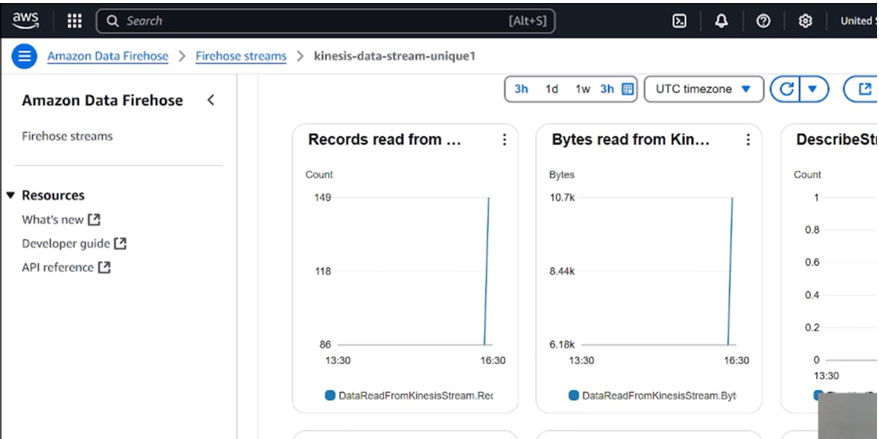 aws
Search [Alt+S] United S
Amazon Data Firehose > Firehose streams > kinesis-data-stream-unique1
Amazon Data Firehose
Firehose streams
Resources
What's new
Developer guide
API reference
3h 1d 1w 3h UTC timezone
Records read from ...
Count
149
118
86
13:30 16:30
DataReadFromKinesisStream.Rec
Bytes read from Kin...
Bytes
10.7k
8.44k
6.18k
13:30 16:30
DataReadFromKinesisStream.Byt
DescribeStr
Count
1
0.8
0.6
0.4
0.2
0
13:30